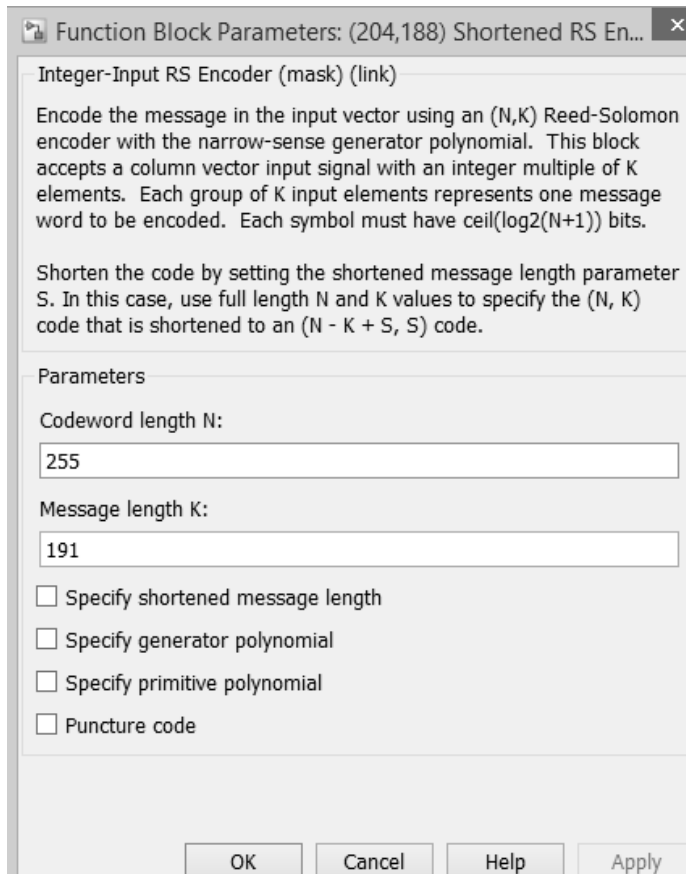 Function Block Parameters: (204,188) Shortened RS En...
Integer-Input RS Encoder (mask) (link)
Encode the message in the input vector using an (N,K) Reed-Solomon
encoder with the narrow-sense generator polynomial. This block
accepts a column vector input signal with an integer multiple of K
elements. Each group of K input elements represents one message
word to be encoded. Each symbol must have ceil(log2(N+1)) bits.
Shorten the code by setting the shortened message length parameter
S. In this case, use full length N and K values to specify the (N, K)
code that is shortened to an (N - K + S, S) code.
Parameters
Codeword length N:
255
Message length K:
191
Specify shortened message length
Specify generator polynomial
Specify primitive polynomial
Puncture code
OK Cancel Help Apply